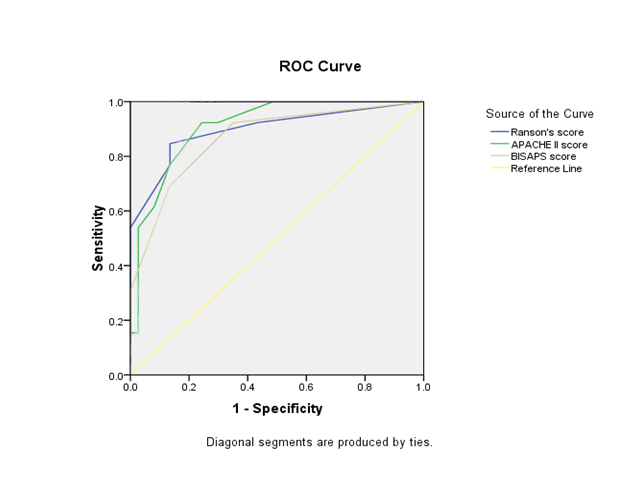 ROC Curve
Source of the Curve
Ranson's score
APACHE II score
BISAPS score
Reference Line
Sensitivity
1.0
0.8
0.6
0.4
0.2
0.0
0.0 0.2 0.4 0.6 0.8 1.0
1 - Specificity
Diagonal segments are produced by ties.